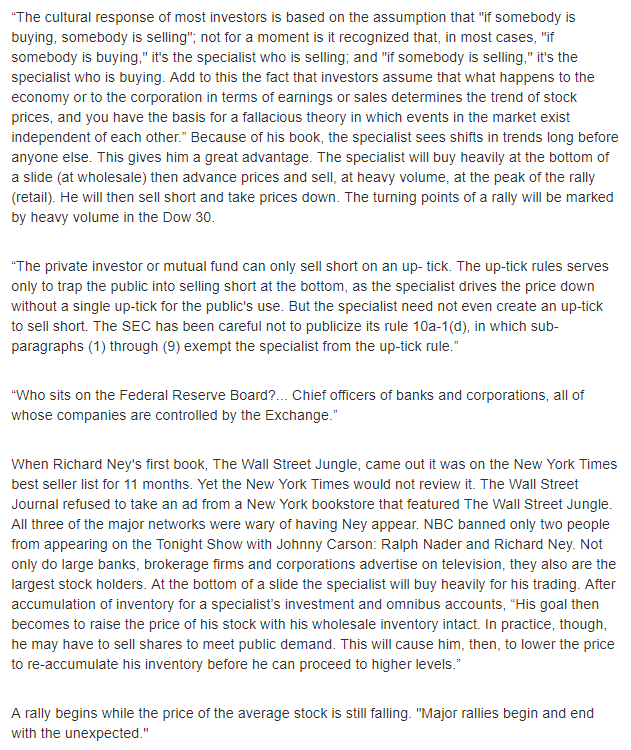 “The cultural response of most investors is based on the assumption that "if somebody is
buying, somebody is selling"; not for a moment is it recognized that, in most cases, "if
somebody is buying," it's the specialist who is selling; and "if somebody is selling," it's the
specialist who is buying. Add to this the fact that investors assume that what happens to the
economy or to the corporation in terms of earnings or sales determines the trend of stock
prices, and you have the basis for a fallacious theory in which events in the market exist
independent of each other.” Because of his book, the specialist sees shifts in trends long before
anyone else. This gives him a great advantage. The specialist will buy heavily at the bottom of
a slide (at wholesale) then advance prices and sell, at heavy volume, at the peak of the rally
(retail). He will then sell short and take prices down. The turning points of a rally will be marked
by heavy volume in the Dow 30.
“The private investor or mutual fund can only sell short on an up- tick. The up-tick rules serves
only to trap the public into selling short at the bottom, as the specialist drives the price down
without a single up-tick for the public's use. But the specialist need not even create an up-tick
to sell short. The SEC has been careful not to publicize its rule 10a-1(d), in which sub-
paragraphs (1) through (9) exempt the specialist from the up-tick rule.”
“Who sits on the Federal Reserve Board?... Chief officers of banks and corporations, all of
whose companies are controlled by the Exchange.”
When Richard Ney's first book, The Wall Street Jungle, came out it was on the New York Times
best seller list for 11 months. Yet the New York Times would not review it. The Wall Street
Journal refused to take an ad from a New York bookstore that featured The Wall Street Jungle.
All three of the major networks were wary of having Ney appear. NBC banned only two people
from appearing on the Tonight Show with Johnny Carson: Ralph Nader and Richard Ney. Not
only do large banks, brokerage firms and corporations advertise on television, they also are the
largest stock holders. At the bottom of a slide the specialist will buy heavily for his trading. After
accumulation of inventory for a specialist’s investment and omnibus accounts, “His goal then
becomes to raise the price of his stock with his wholesale inventory intact. In practice, though,
he may have to sell shares to meet public demand. This will cause him, then, to lower the price
to re-accumulate his inventory before he can proceed to higher levels.”
A rally begins while the price of the average stock is still falling. "Major rallies begin and end
with the unexpected."